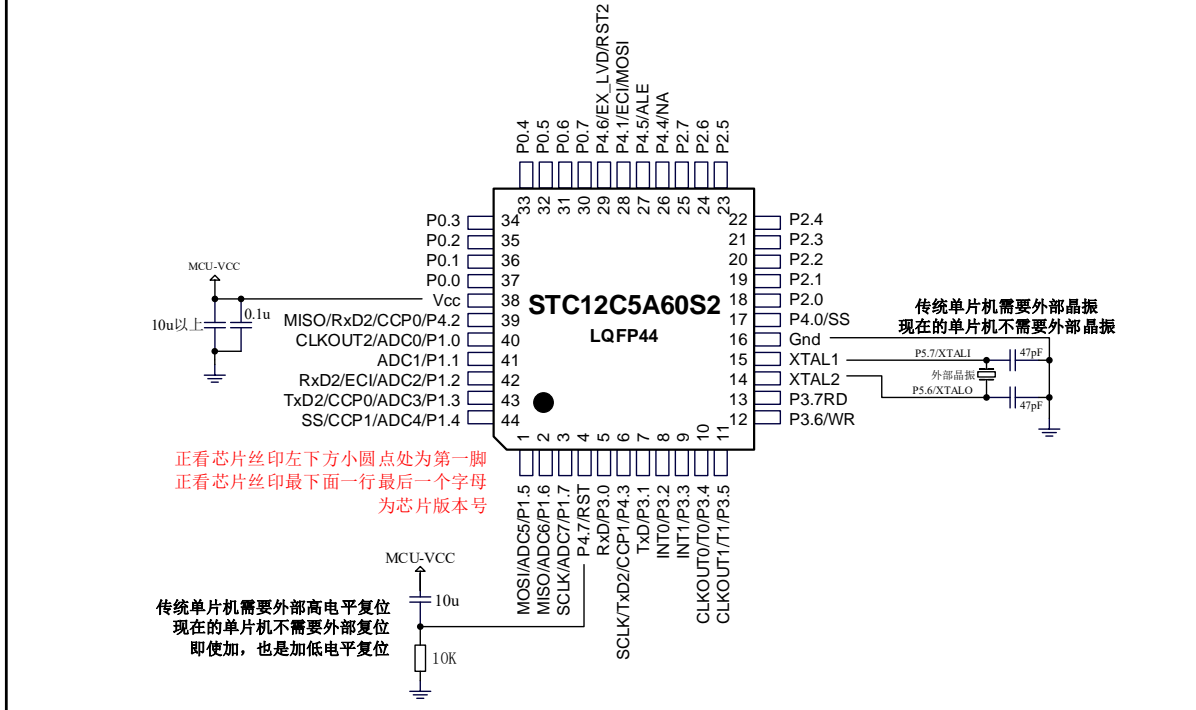 P0.4
P0.5
P0.6
P0.7
P4.6/EX_LVD/RST2
P4.1/ECI/MOSI
P4.5/ALE
P4.4/NA
P2.7
P2.6
P2.5
33
32
31
30
29
28
27
26
25
24
23
P0.3 34
P0.2 35
P0.1 36
P0.0 37
Vcc 38
MISO/RxD2/CCP0/P4.2 39
CLKOUT2/ADC0/P1.0 40
ADC1/P1.1 41
RxD2/ECI/ADC2/P1.2 42
TxD2/CCP0/ADC3/P1.3 43
SS/CCP1/ADC4/P1.4 44
MCU-VCC
10u以上
0.1u
STC12C5A60S2
LQFP44
22 P2.4
21 P2.3
20 P2.2
19 P2.1
18 P2.0
17 P4.0/SS
16 Gnd
15 XTAL1
14 XTAL2
13 P3.7RD
12 P3.6/WR
传统单片机需要外部晶振
现在的单片机不需要外部晶振
P5.7/XTALI
47pF
外部晶振
P5.6/XTALO
47pF
正看芯片丝印左下方小圆点处为第一脚
正看芯片丝印最下面一行最后一个字母
为芯片版本号
1
2
3
4
5
6
7
8
9
10
11
MOSI/ADC5/P1.5
MISO/ADC6/P1.6
SCLK/ADC7/P1.7
P4.7/RST
RxD/P3.0
SCLK/TxD2/CCP1/P4.3
TxD/P3.1
INT0/P3.2
INT1/P3.3
CLKOUT0/T0/P3.4
CLKOUT1/T1/P3.5
MCU-VCC
10u
传统单片机需要外部高电平复位
现在的单片机不需要外部复位
即使加，也是加低电平复位
10K